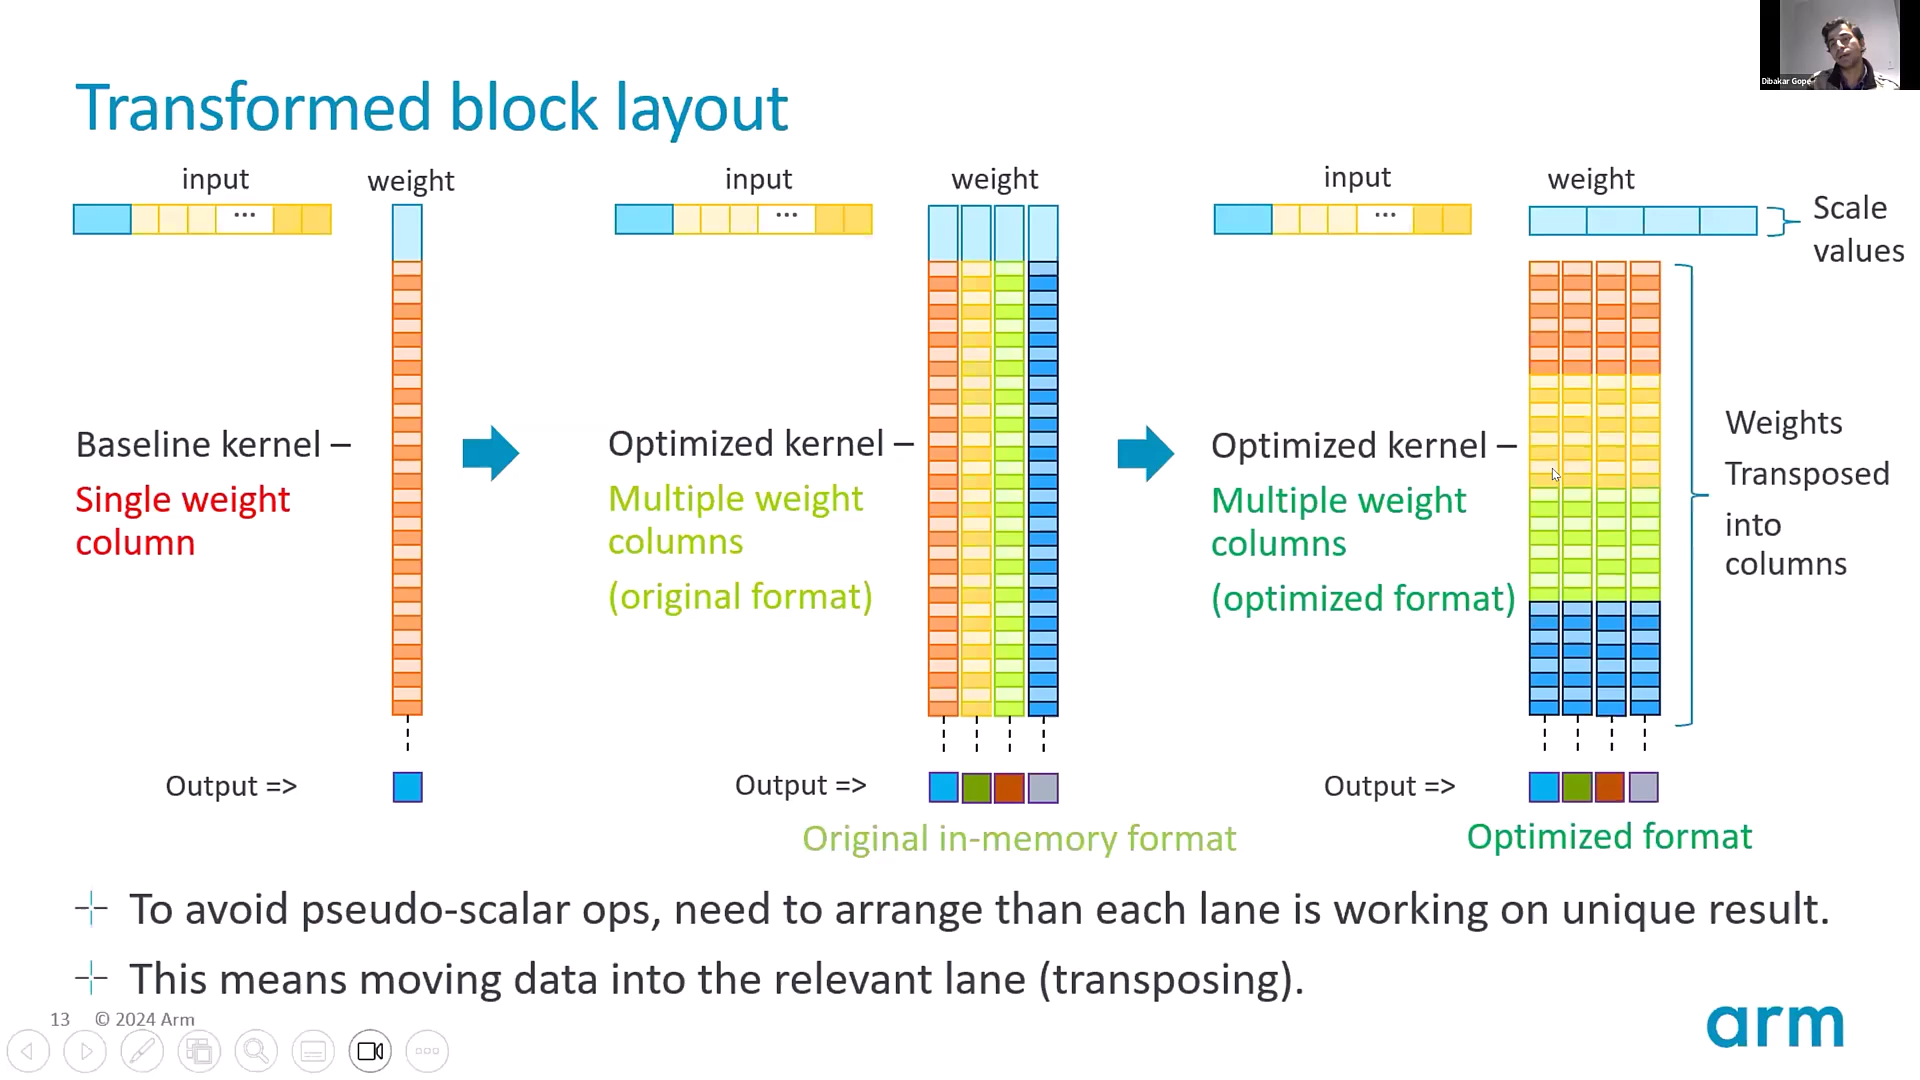 Dibakar Gope
Transformed block layout
input
weight
input
weight
input
weight
...
...
...
Scale
values
Baseline kernel –
Single weight
column
Optimized kernel –
Multiple weight
columns
(original format)
Optimized kernel –
Multiple weight
columns
(optimized format)
Weights
Transposed
into
columns
Output =>
Output =>
Output =>
Original in-memory format
Optimized format
To avoid pseudo-scalar ops, need to arrange than each lane is working on unique result.
This means moving data into the relevant lane (transposing).
13 © 2024 Arm
arm